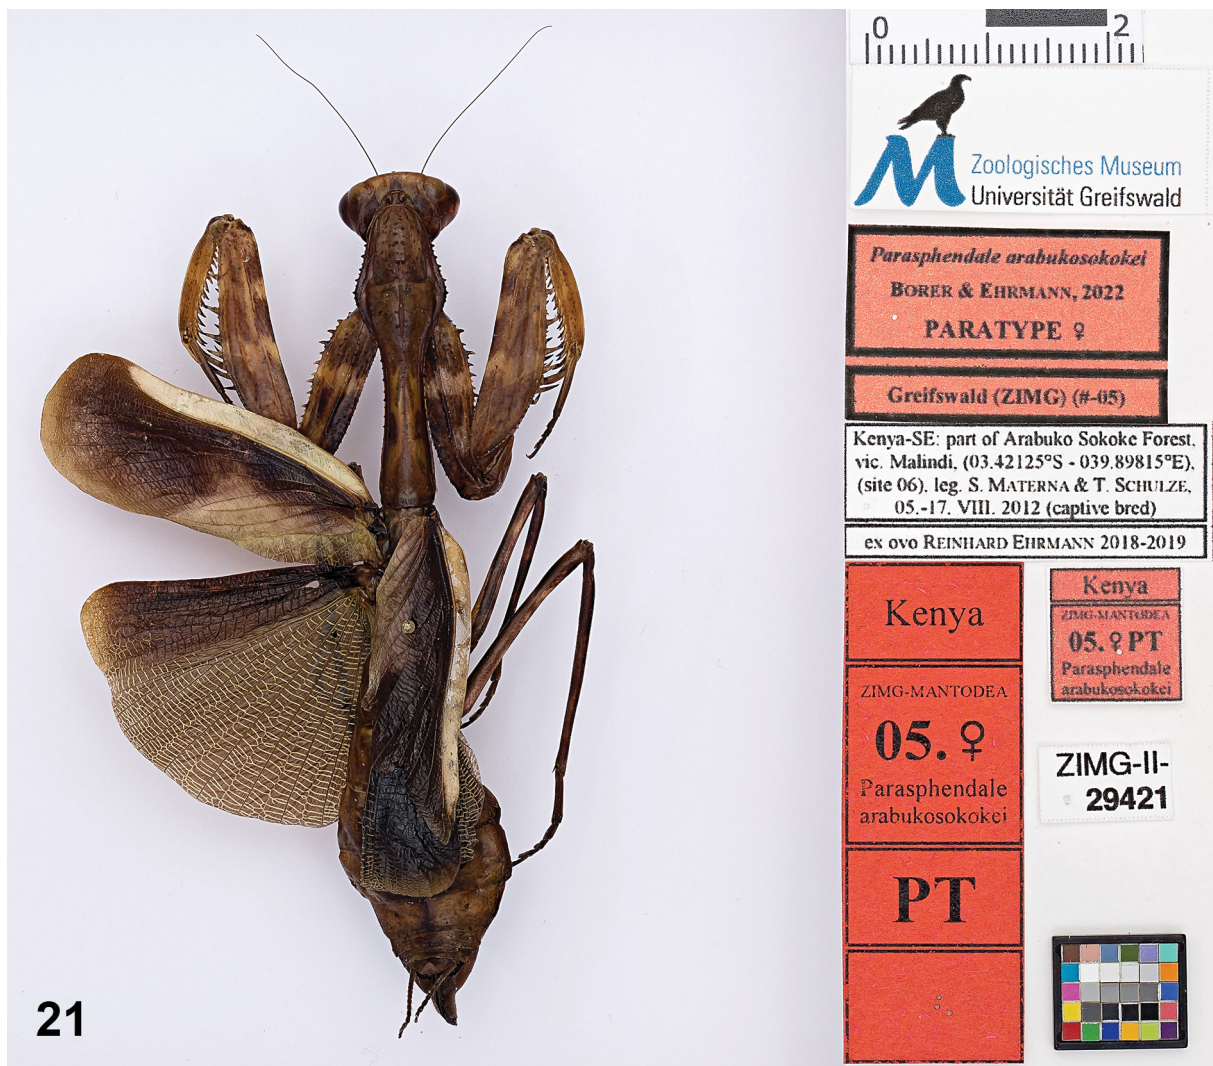 0 2
Zoologisches Museum
Universität Greifswald
Parasphendale arabukosokokei
BORER & EHRMANN, 2022
PARATYPE ♀
Greifswald (ZIMG) (#-05)
Kenya-SE: part of Arabuko Sokoke Forest,
vic. Malindi, (03.42125°S - 039.89815°E),
(site 06), leg. S. MATERNA & T. SCHULZE,
05.-17. VIII. 2012 (captive bred)
ex ovo REINHARD EHRMANN 2018-2019
Kenya
ZIMG-MANTODEA
05. ♀
Parasphendale
arabukosokokei
PT
Kenya
ZIMG-MANTODEA
05. ♀ PT
Parasphendale
arabukosokokei
ZIMG-II-
29421
21